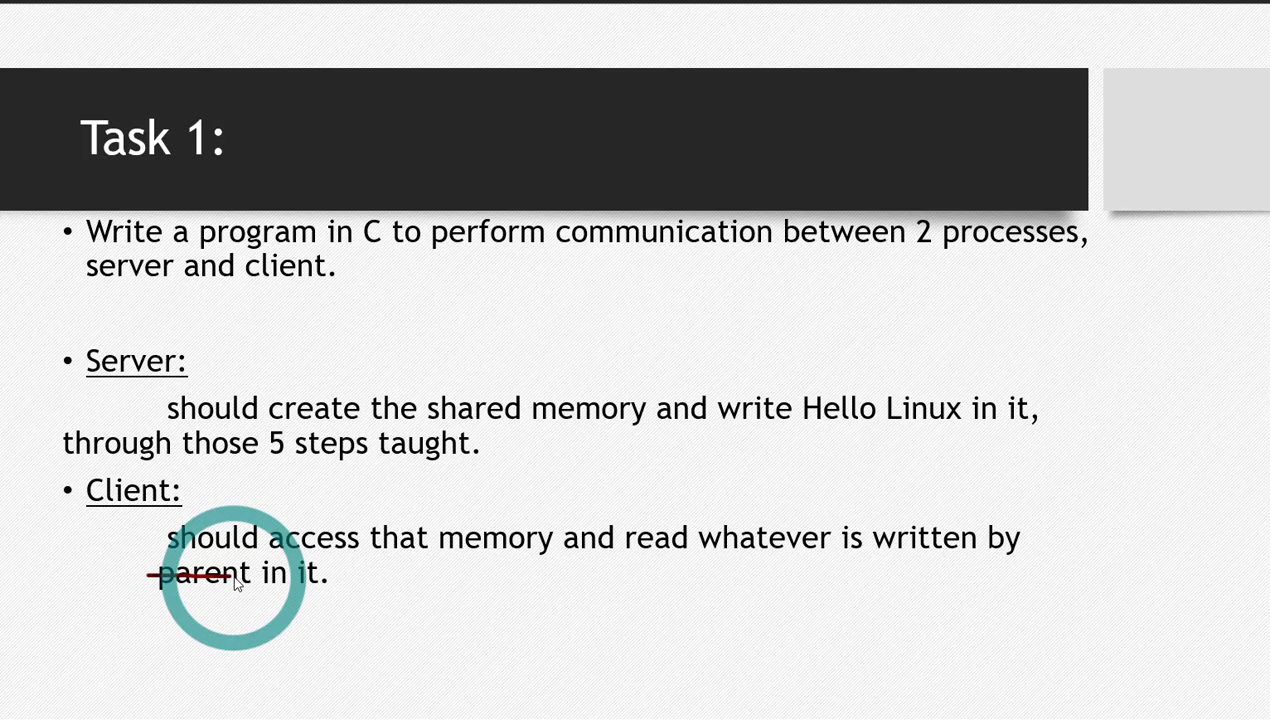 Task 1:
• Write a program in C to perform communication between 2 processes,
server and client.
• Server:
should create the shared memory and write Hello Linux in it,
through those 5 steps taught.
• Client:
should access that memory and read whatever is written by
parent in it.